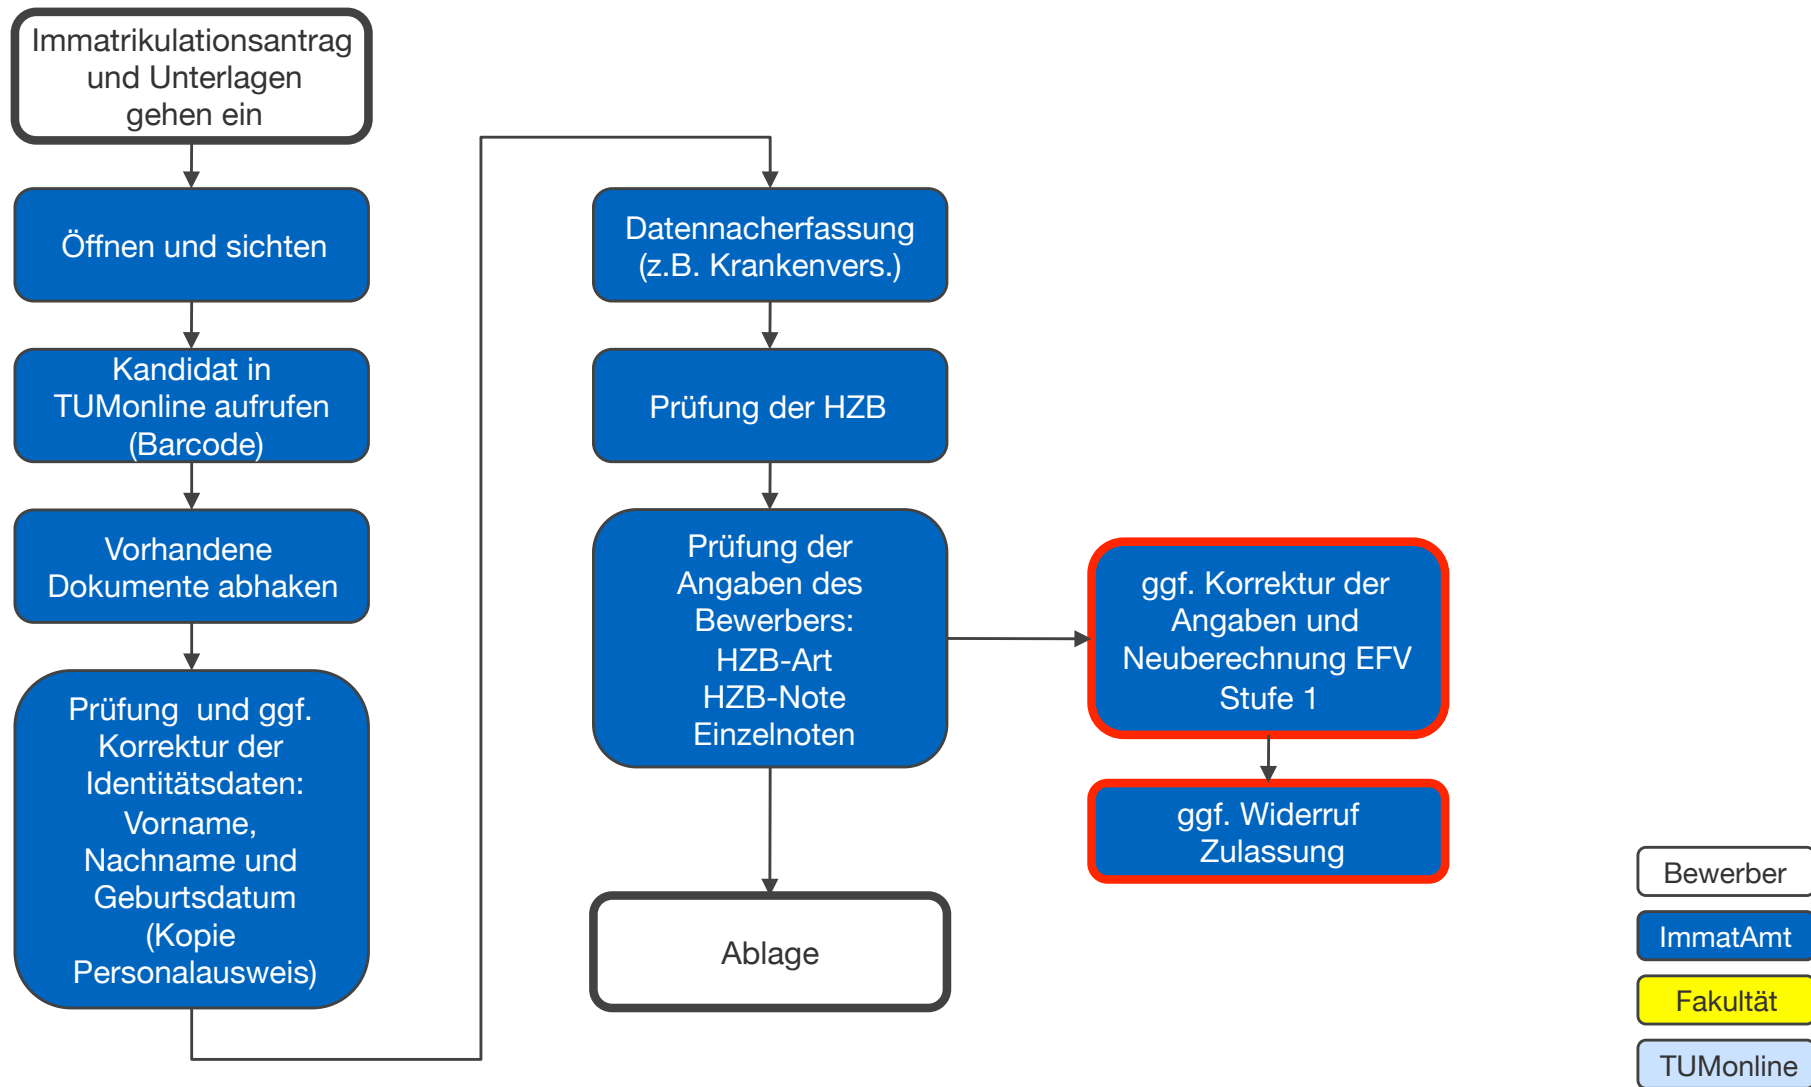 Immatrikulationsantrag
und Unterlagen
gehen ein
Öffnen und sichten
Kandidat in
TUMonline aufrufen
(Barcode)
Vorhandene
Dokumente abhaken
Prüfung und ggf.
Korrektur der
Identitätsdaten:
Vorname,
Nachname und
Geburtsdatum
(Kopie
Personalausweis)
Datennacherfassung
(z.B. Krankenvers.)
Prüfung der HZB
Prüfung der
Angaben des
Bewerbers:
HZB-Art
HZB-Note
Einzelnoten
Ablage
ggf. Korrektur der
Angaben und
Neuberechnung EFV
Stufe 1
ggf. Widerruf
Zulassung
Bewerber
ImmatAmt
Fakultät
TUMonline